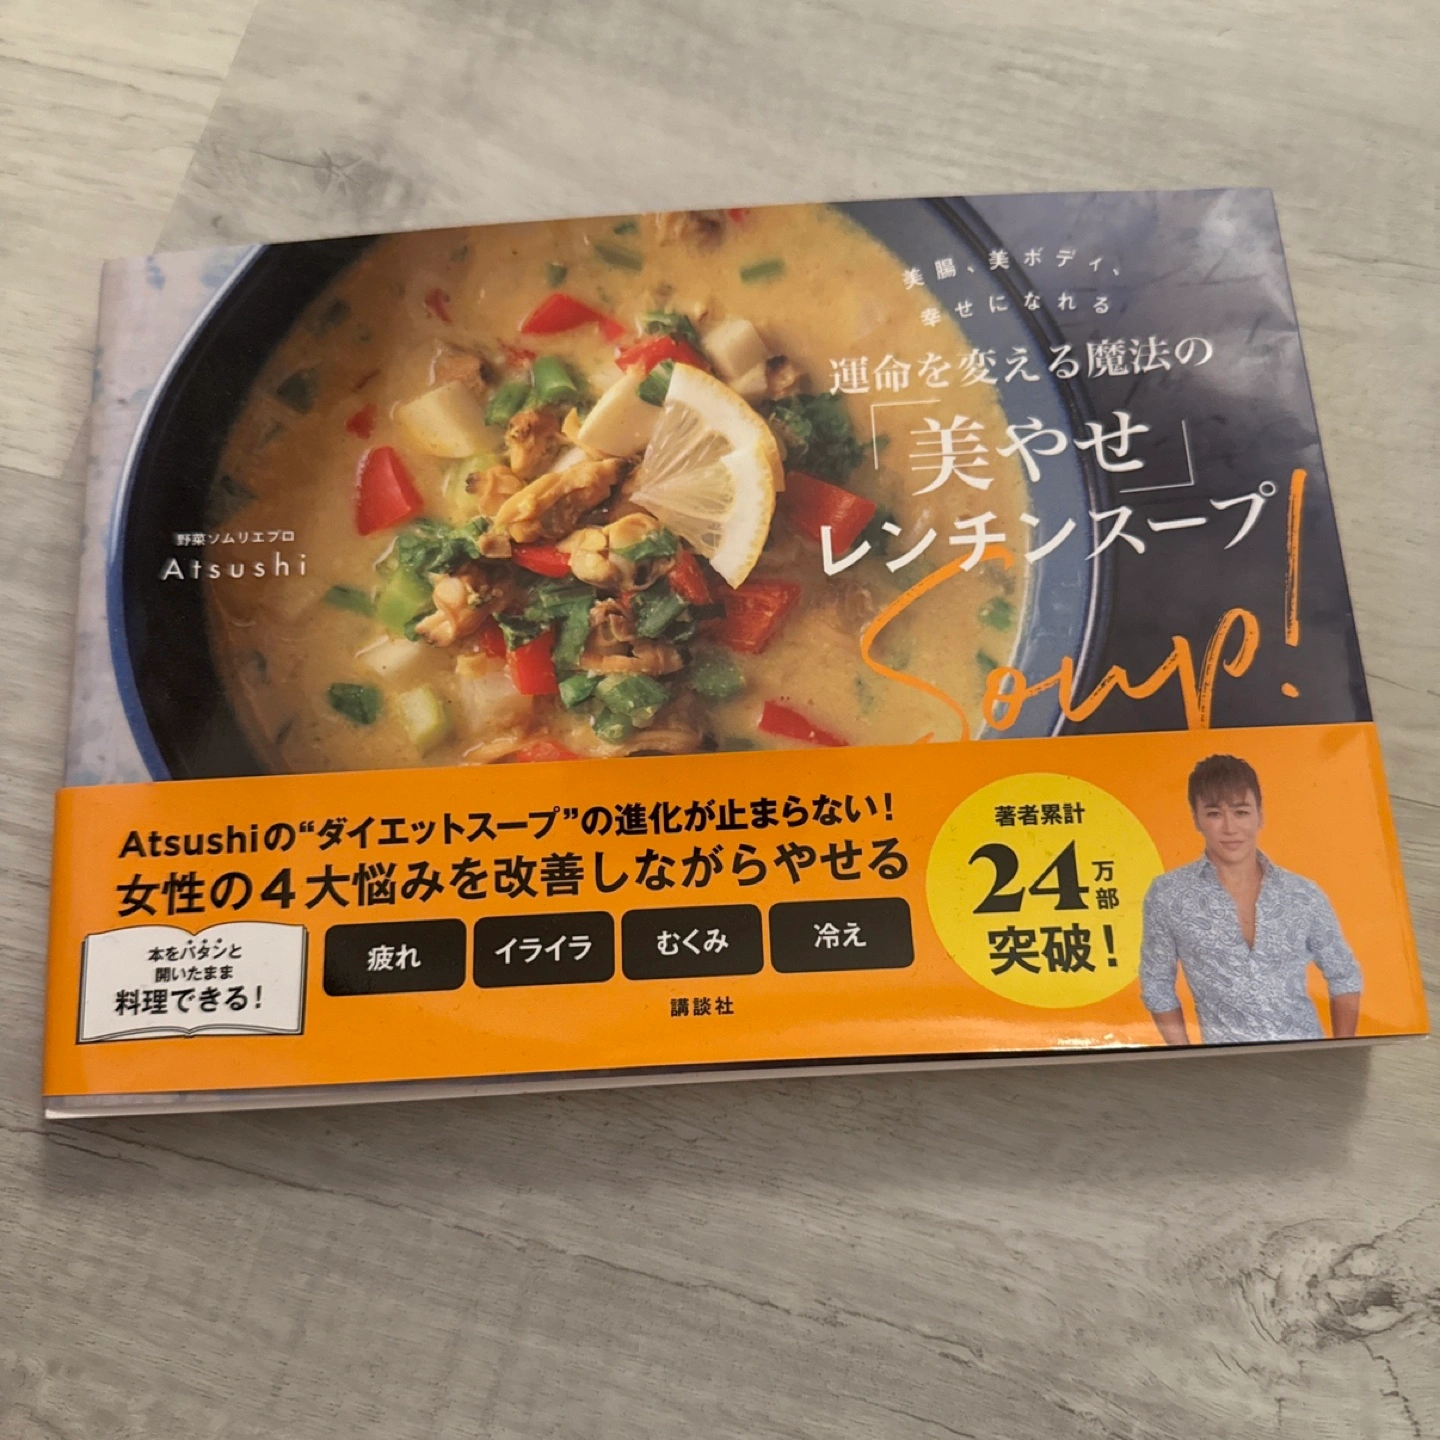 美腸、美ボディ、
幸せになれる
運命を変える魔法の
「美やせ」
レンチンスープ
Soup!
野菜ソムリエプロ
Atsushi
Atsushiの“ダイエットスープ”の進化が止まらない!
女性の4大悩みを改善しながらやせる
本をパタンと
開いたまま
料理できる!
疲れ
イライラ
むくみ
冷え
講談社
著者累計
24万部
突破!